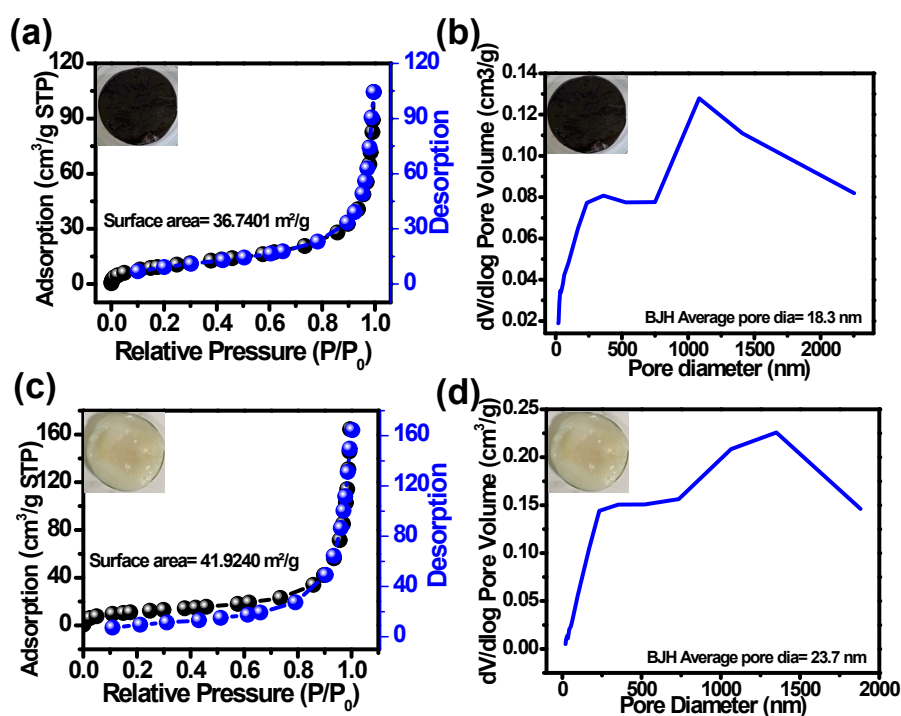 (a)
Adsorption (cm³/g STP)
120
90
60
30
0
Surface area= 36.7401 m²/g
120
90
60
30
0
Desorption
0.0 0.2 0.4 0.6 0.8 1.0
Relative Pressure (P/P₀)
(b)
dV/dlog Pore Volume (cm3/g)
0.14
0.12
0.10
0.08
0.06
0.04
0.02
BJH Average pore dia= 18.3 nm
0 500 1000 1500 2000
Pore diameter (nm)
(c)
Adsorption (cm³/g STP)
160
120
80
40
0
Surface area= 41.9240 m²/g
160
120
80
40
0
Desorption
0.0 0.2 0.4 0.6 0.8 1.0
Relative Pressure (P/P₀)
(d)
dV/dlog Pore Volume (cm³/g)
0.25
0.20
0.15
0.10
0.05
0.00
BJH Average pore dia= 23.7 nm
0 500 1000 1500 2000
Pore Diameter (nm)